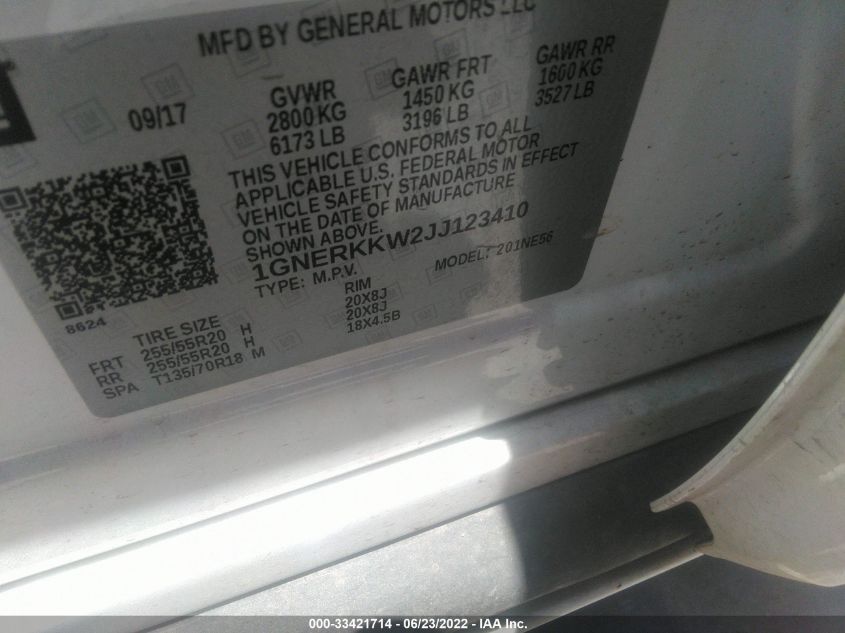 MFD BY GENERAL MOTORS LLC
09/17
GVWR
2800 KG
6173 LB
GAWR FRT
1450 KG
3196 LB
GAWR RR
1600 KG
3527 LB
THIS VEHICLE CONFORMS TO ALL
APPLICABLE U.S. FEDERAL MOTOR
VEHICLE SAFETY STANDARDS IN EFFECT
ON THE DATE OF MANUFACTURE
SHOWN ABOVE.
1GNERKKW2JJ123410
TYPE: M.P.V.
MODEL: 201NE56
8624
TIRE SIZE RIM
FRT 255/55R20 H 20X8J
RR 255/55R20 H 20X8J
SPA T135/70R18 M 18X4.5B
000-33421714 - 06/23/2022 - IAA Inc.